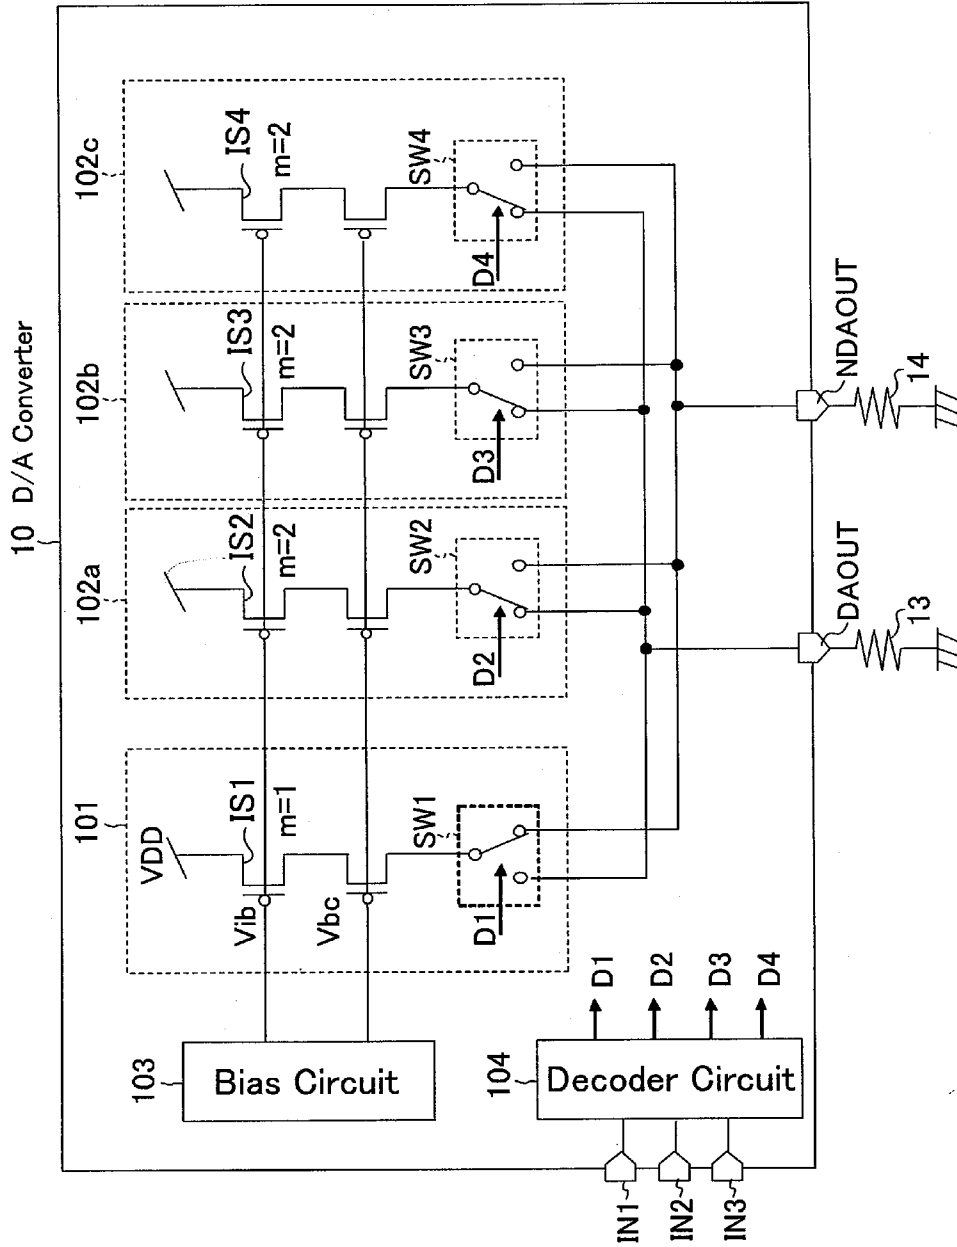 10 D/A Converter
101
102a
102b
102c
VDD
IS1
IS2
IS3
IS4
m=1
m=2
m=2
m=2
Vib
Vbc
SW1
SW2
SW3
SW4
D1
D2
D3
D4
103
Bias Circuit
104
Decoder Circuit
D1
D2
D3
D4
IN1
IN2
IN3
DAOUT
NDAOUT
13
14